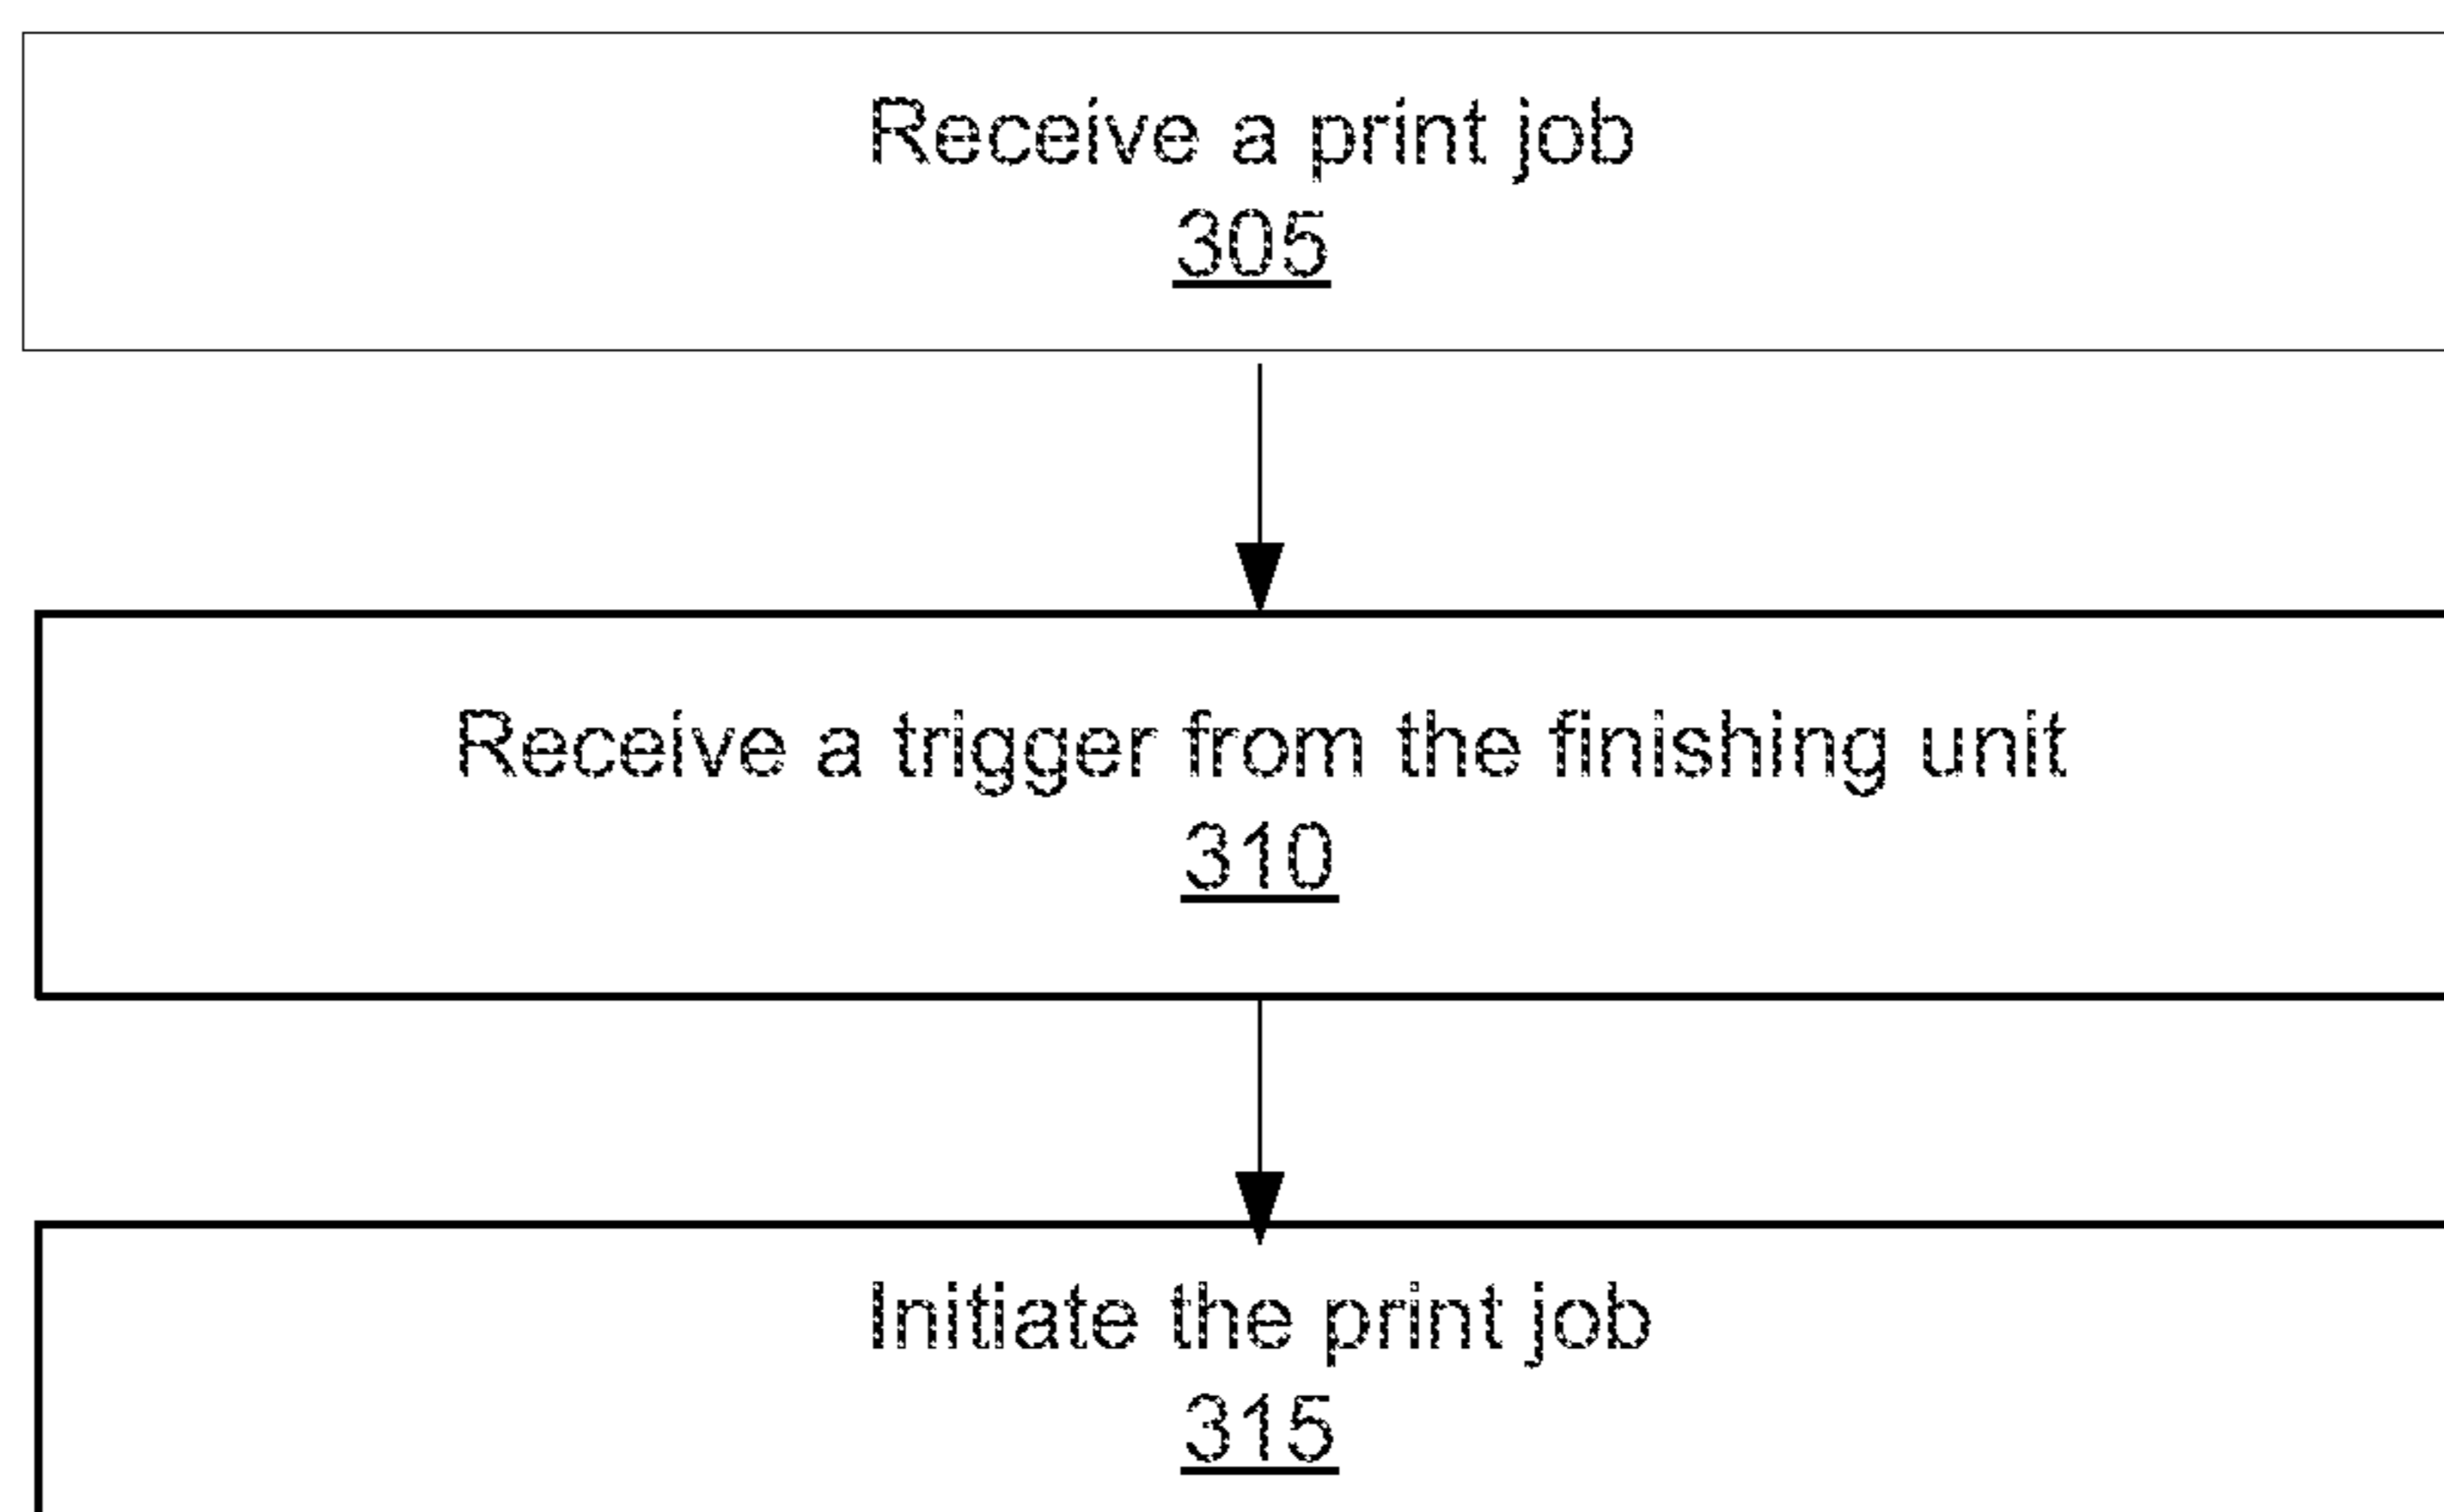 Receive a print job
305
Receive a trigger from the finishing unit
310
Initiate the print job
315